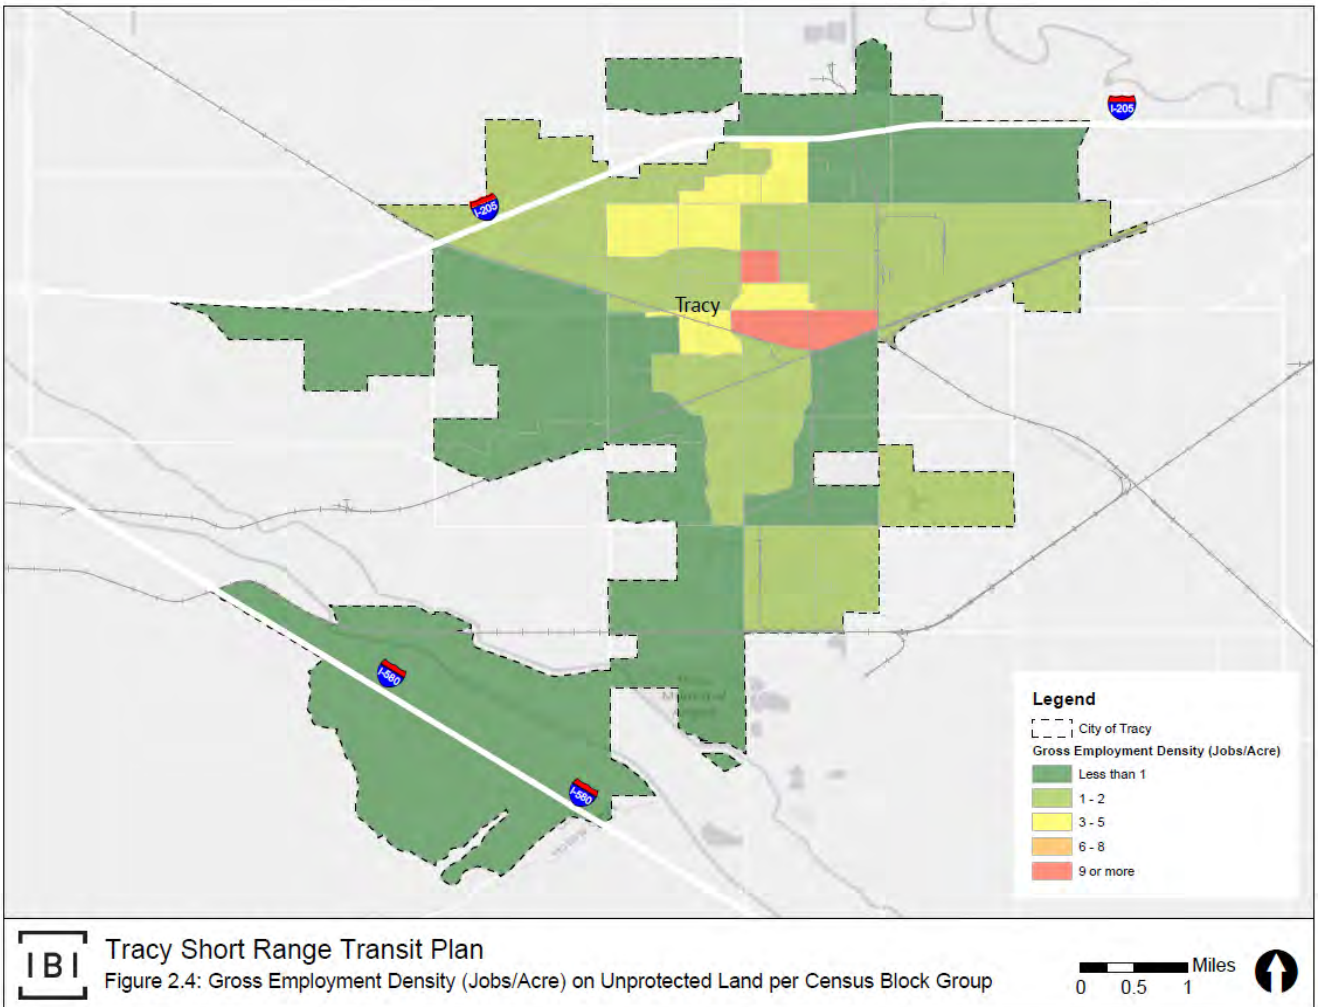 I-205
I-205
Tracy
I-580
I-580
Legend
City of Tracy
Gross Employment Density (Jobs/Acre)
Less than 1
1 - 2
3 - 5
6 - 8
9 or more
IBI
Tracy Short Range Transit Plan
Figure 2.4: Gross Employment Density (Jobs/Acre) on Unprotected Land per Census Block Group
Miles
0 0.5 1